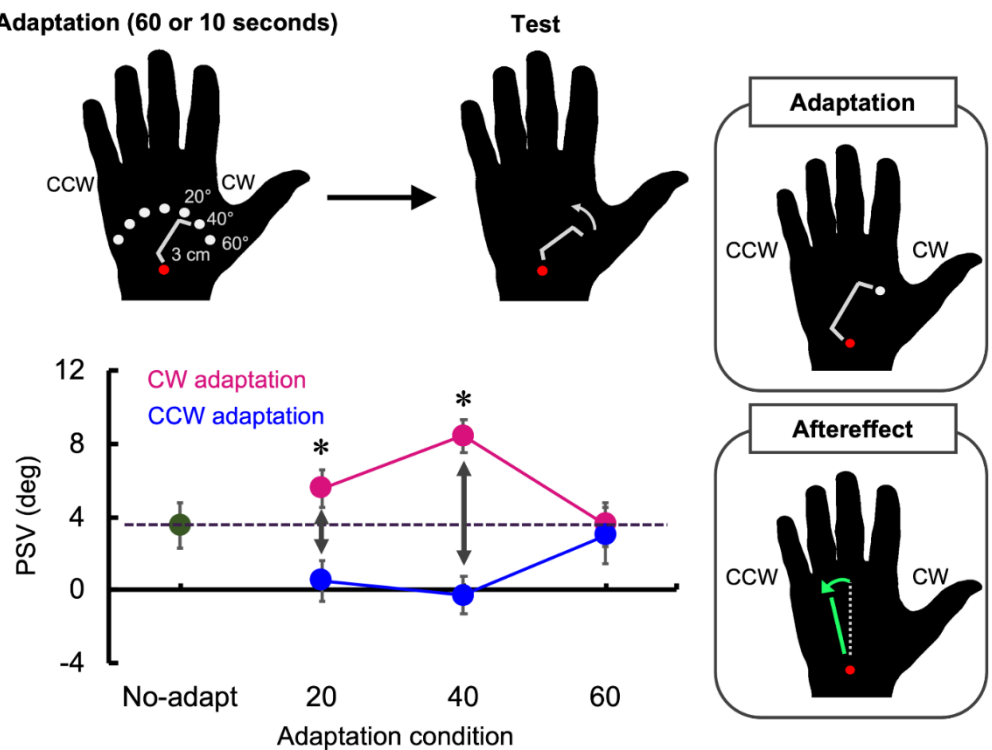 Adaptation (60 or 10 seconds)
Test
CCW
CW
20°
40°
60°
3 cm
Adaptation
CCW
CW
12
8
4
0
-4
PSV (deg)
CW adaptation
CCW adaptation
*
*
No-adapt
20
40
60
Adaptation condition
Aftereffect
CCW
CW